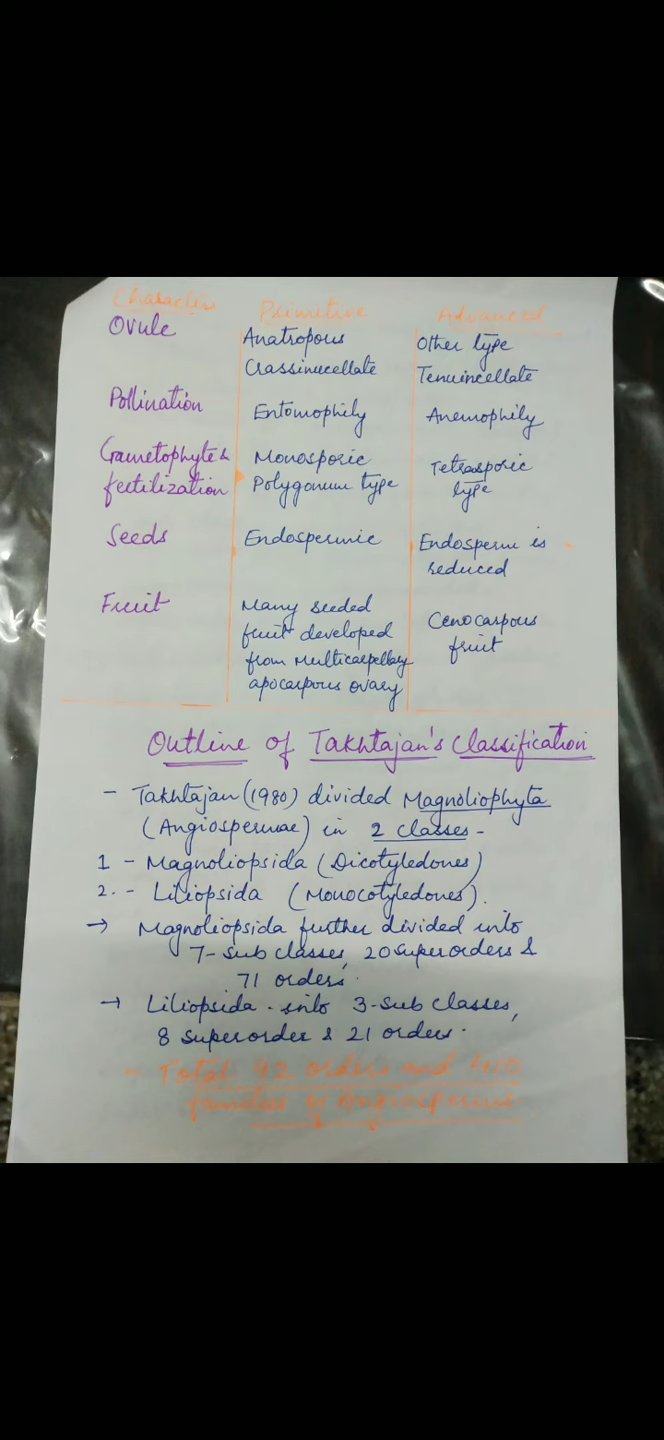 Character Primitive Advanced
Ovule Anatropous Other type
Crassinucellate Tenuincellate
Pollination Entomophily Anemophily
Gametophyte & Monosporic Tetrasporic
fertilization Polygonum type type
Seeds Endospermic Endosperm is
reduced
Fruit Many seeded Cenocarpous
fruit developed fruit
from multicarpellary
apocarpous ovary
Outline of Takhtajan's Classification
- Takhtajan (1980) divided Magnoliophyta
(Angiospermae) in 2 classes -
1 - Magnoliopsida (Dicotyledones)
2. - Liliopsida (Monocotyledones).
→ Magnoliopsida further divided into
7-sub classes, 20 superorders &
71 orders.
→ Liliopsida - into 3-sub classes,
8 superorder & 21 orders.
- Total 92 orders and 410
families of Angiosperms.